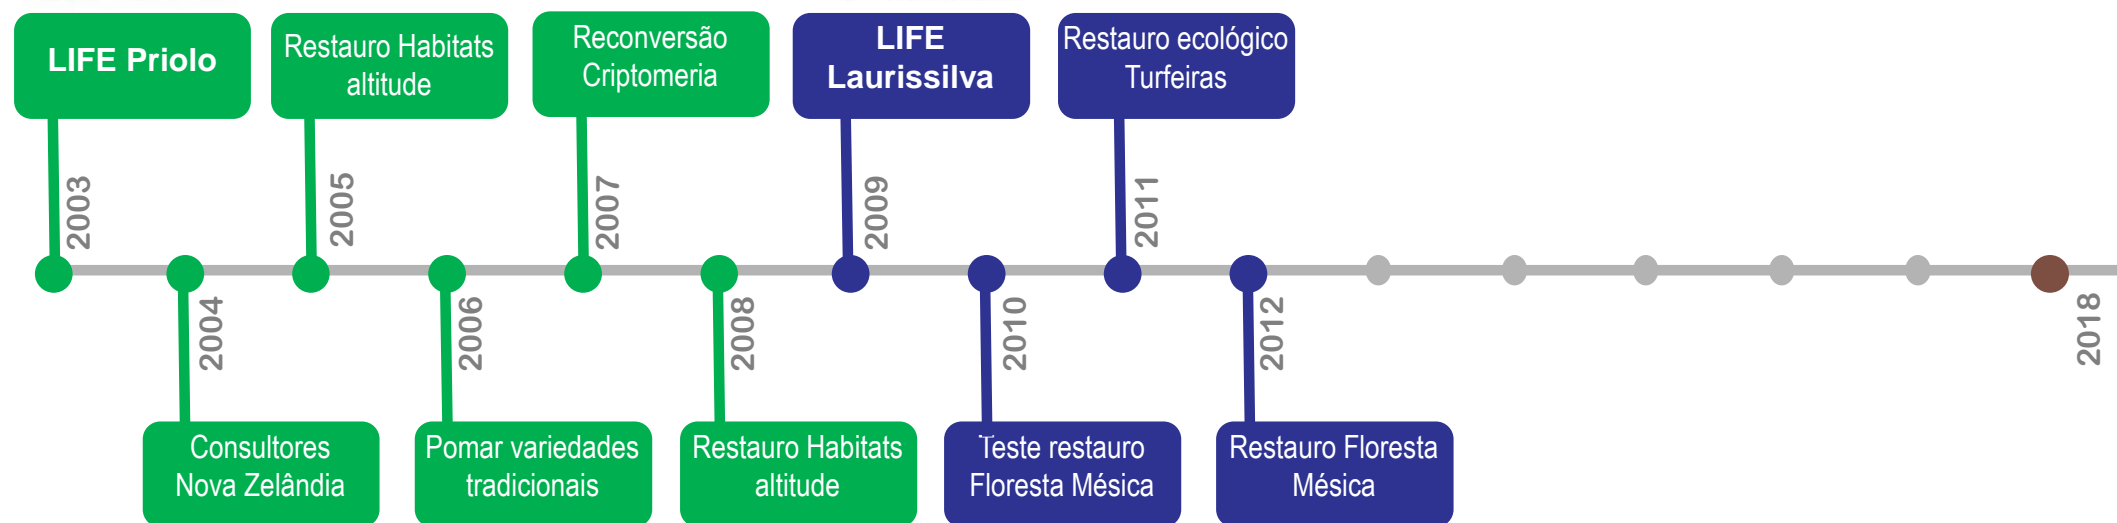 LIFE Priolo
Restauro Habitats
altitude
Reconversão
Criptomeria
LIFE
Laurissilva
Restauro ecológico
Turfeiras
2003
2005
2007
2009
2011
2004
2006
2008
2010
2012
2018
Consultores
Nova Zelândia
Pomar variedades
tradicionais
Restauro Habitats
altitude
Teste restauro
Floresta Mésica
Restauro Floresta
Mésica